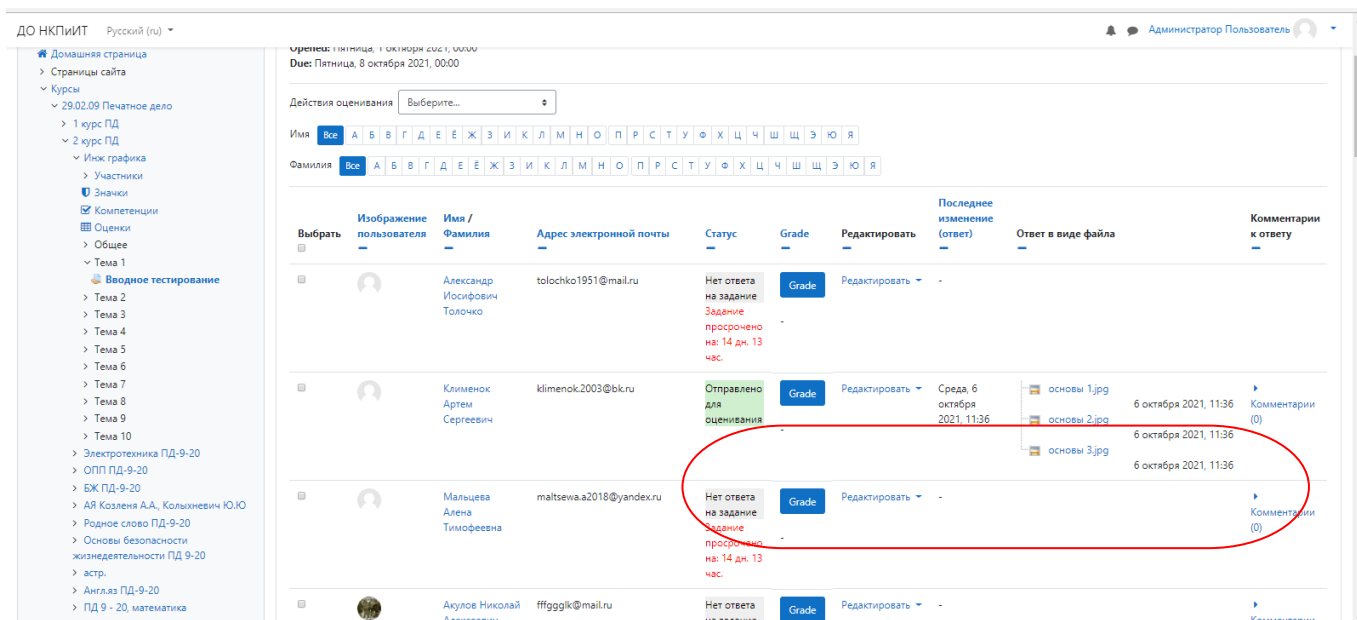 ДО НКПиИТ Русский (ru) Администратор Пользователь
Домашняя страница
Страницы сайта
Курсы
29.02.09 Печатное дело
1 курс ПД
2 курс ПД
Инж графика
Участники
Значки
Компетенции
Оценки
Общее
Тема 1
Вводное тестирование
Тема 2
Тема 3
Тема 4
Тема 5
Тема 6
Тема 7
Тема 8
Тема 9
Тема 10
Электротехника ПД-9-20
ОПП ПД-9-20
БЖ ПД-9-20
АЯ Козленя А.А., Колыхневич Ю.Ю
Родное слово ПД-9-20
Основы безопасности
жизнедеятельности ПД 9-20
астр.
Англ.яз ПД-9-20
ПД 9 - 20, математика
Opened: Пятница, 1 октября 2021, 00:00
Due: Пятница, 8 октября 2021, 00:00
Действия оценивания Выберите...
Имя Все А Б В Г Д Е Ё Ж З И К Л М Н О П Р С Т У Ф Х Ц Ч Ш Щ Э Ю Я
Фамилия Все А Б В Г Д Е Ё Ж З И К Л М Н О П Р С Т У Ф Х Ц Ч Ш Щ Э Ю Я
Выбрать
Изображение
пользователя
Имя /
Фамилия
Адрес электронной почты
Статус
Grade
Редактировать
Последнее
изменение
(ответ)
Ответ в виде файла
Комментарии
к ответу
Александр
Иосифович
Толочко
tolochko1951@mail.ru
Нет ответа
на задание
Задание
просрочено
на: 14 дн. 13
час.
Grade
-
Редактировать
-
Клименок
Артем
Сергеевич
klimenok.2003@bk.ru
Отправлено
для
оценивания
Grade
-
Редактировать
Среда, 6
октября
2021, 11:36
основы 1.jpg
6 октября 2021, 11:36
основы 2.jpg
6 октября 2021, 11:36
основы 3.jpg
6 октября 2021, 11:36
Комментарии
(0)
Мальцева
Алена
Тимофеевна
maltsewa.a2018@yandex.ru
Нет ответа
на задание
Задание
просрочено
на: 14 дн. 13
час.
Grade
-
Редактировать
-
Комментарии
(0)
Акулов Николай
Алексеевич
fffggglk@mail.ru
Нет ответа
на задание
Grade
Редактировать
-
Комментарии